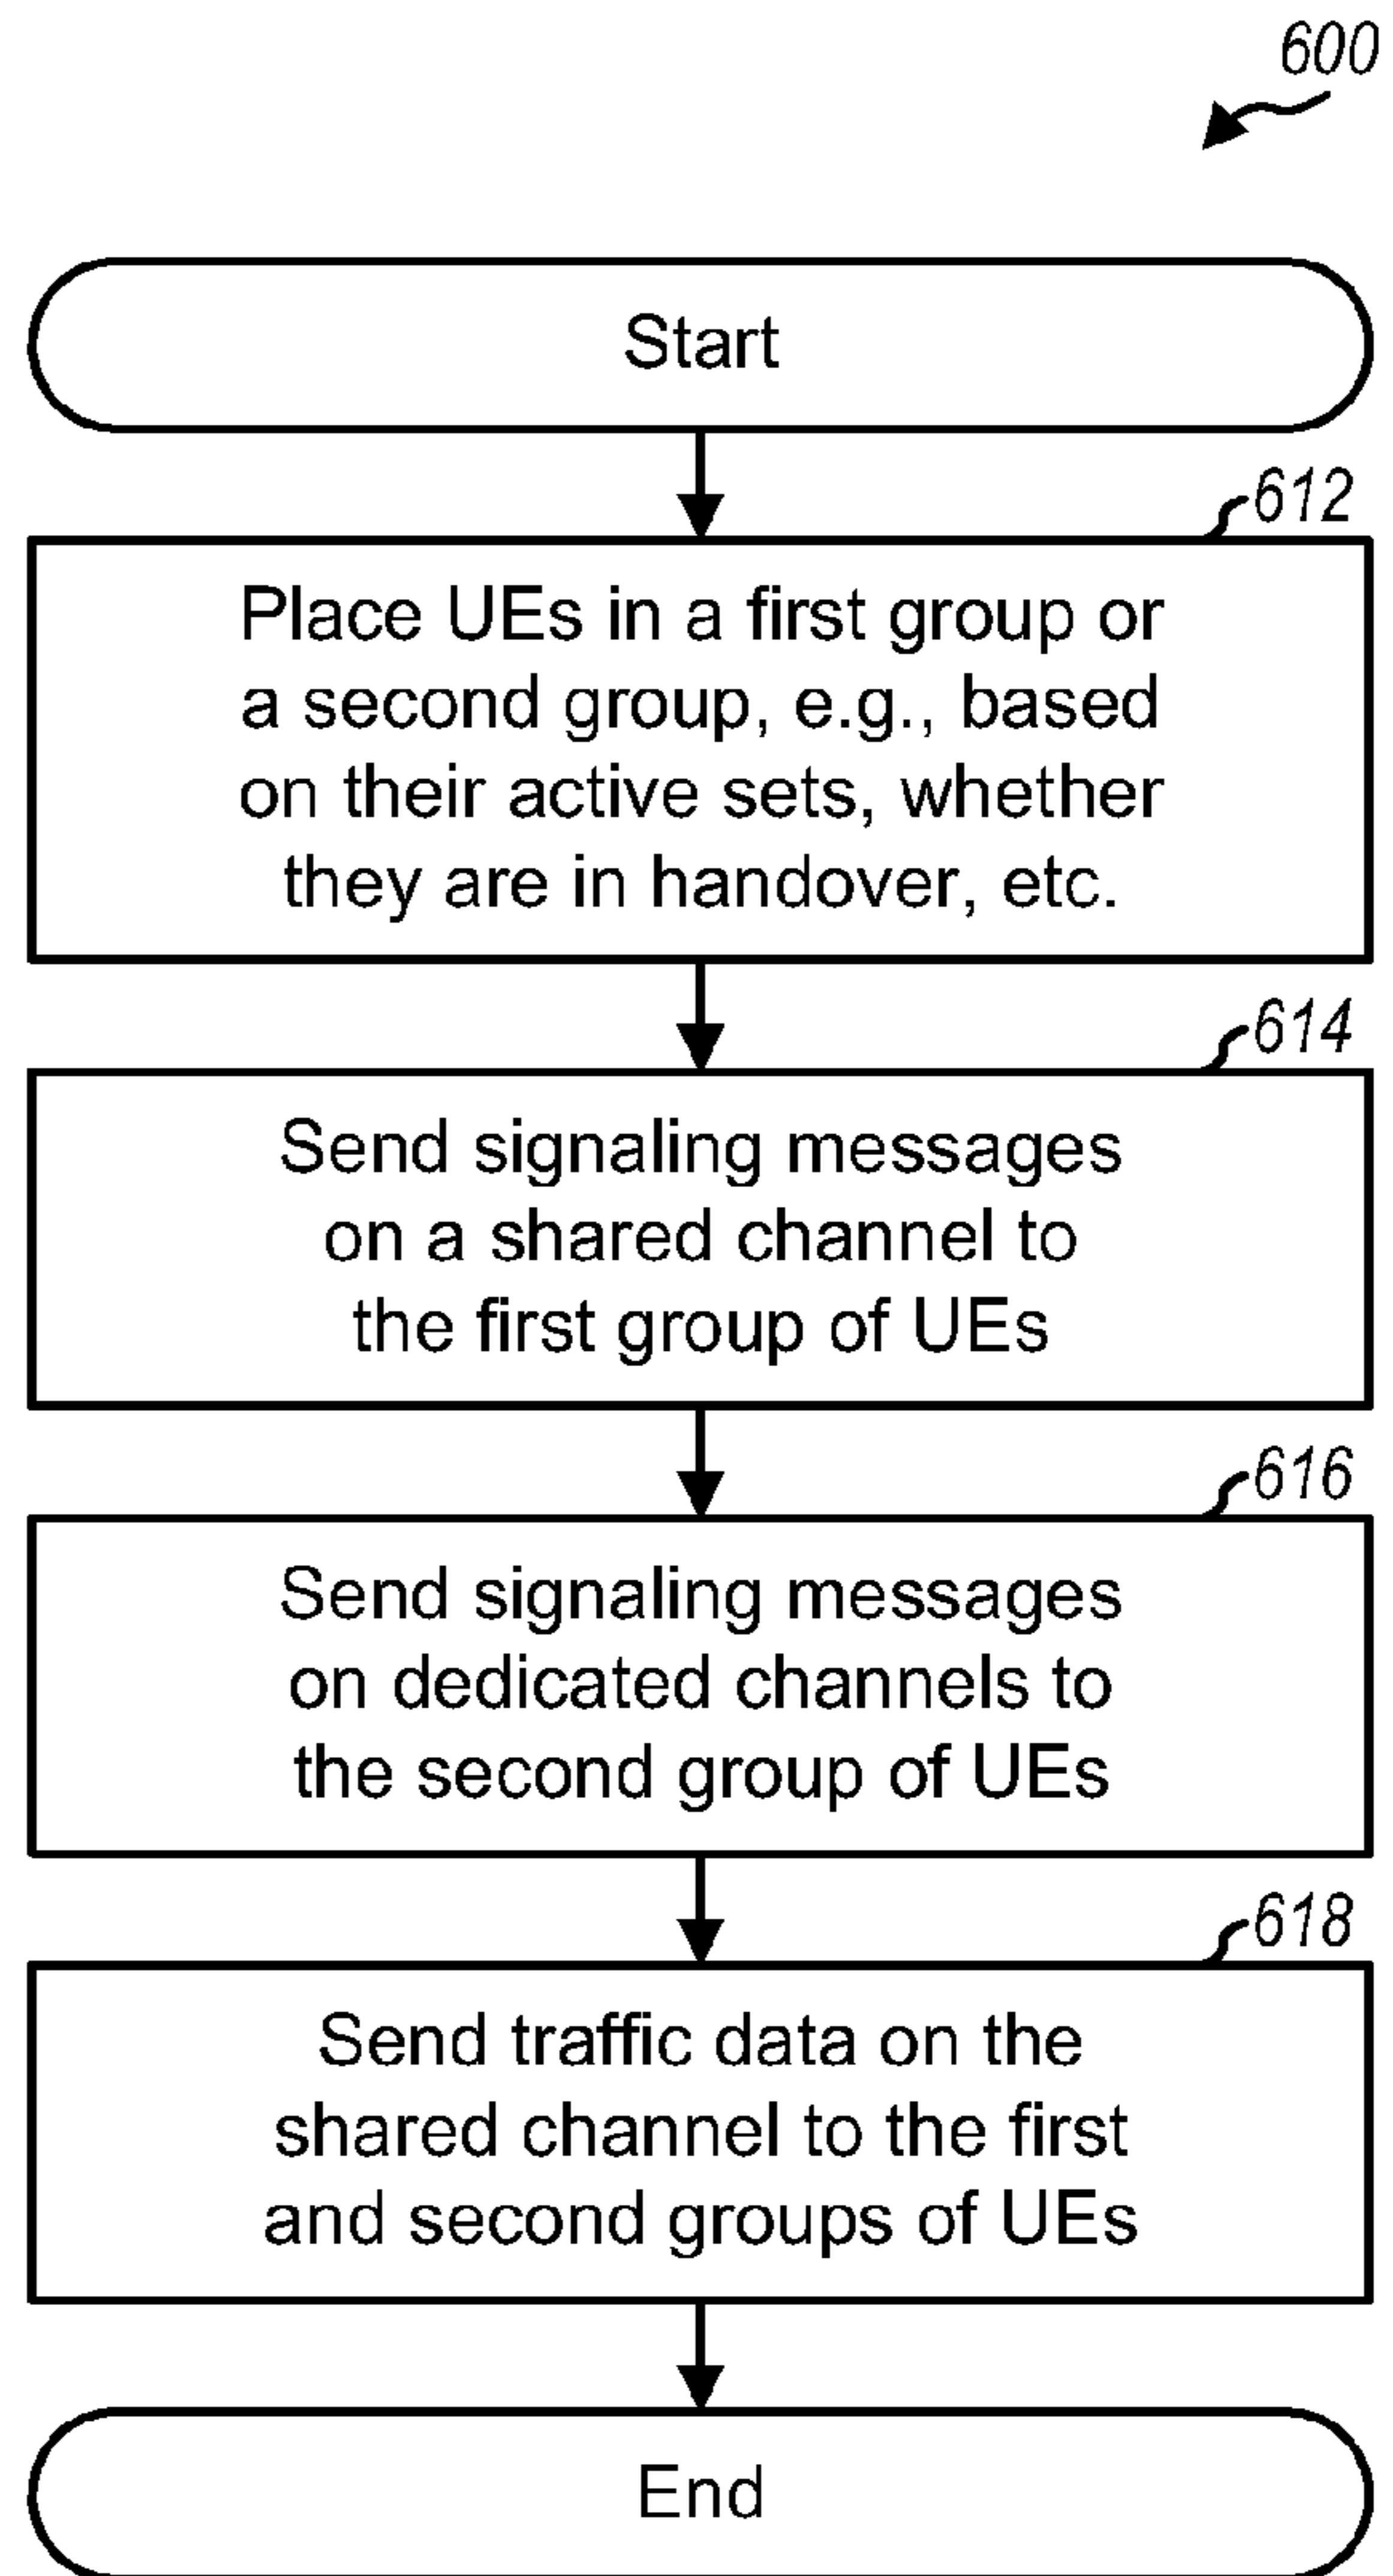 600
Start
612
Place UEs in a first group or
a second group, e.g., based
on their active sets, whether
they are in handover, etc.
614
Send signaling messages
on a shared channel to
the first group of UEs
616
Send signaling messages
on dedicated channels to
the second group of UEs
618
Send traffic data on the
shared channel to the first
and second groups of UEs
End